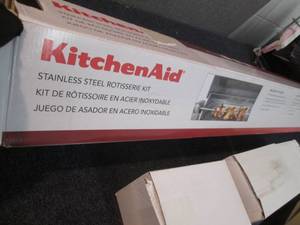 KitchenAid
STAINLESS STEEL ROTISSERIE KIT
KIT DE RÔTISSOIRE EN ACIER INOXYDABLE
JUEGO DE ASADOR EN ACERO INOXIDABLE